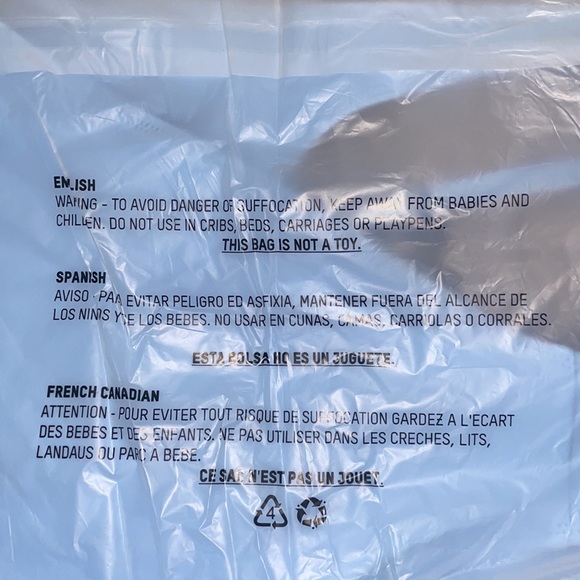 ENGLISH
WARNING - TO AVOID DANGER OF SUFFOCATION, KEEP AWAY FROM BABIES AND
CHILDREN. DO NOT USE IN CRIBS, BEDS, CARRIAGES OR PLAYPENS.
THIS BAG IS NOT A TOY.
SPANISH
AVISO - PARA EVITAR PELIGRO ED ASFIXIA, MANTENER FUERA DEL ALCANCE DE
LOS NINIS Y DE LOS BEBES. NO USAR EN CUNAS, CAMAS, CARRIOLAS O CORRALES.
ESTA BOLSA NO ES UN JUGUETE.
FRENCH CANADIAN
ATTENTION - POUR EVITER TOUT RISQUE DE SUFFOCATION GARDEZ A L'ECART
DES BEBES ET DES ENFANTS. NE PAS UTILISER DANS LES CRECHES, LITS,
LANDAUS OU PARC A BEBE.
CE SAC N'EST PAS UN JOUET.
4